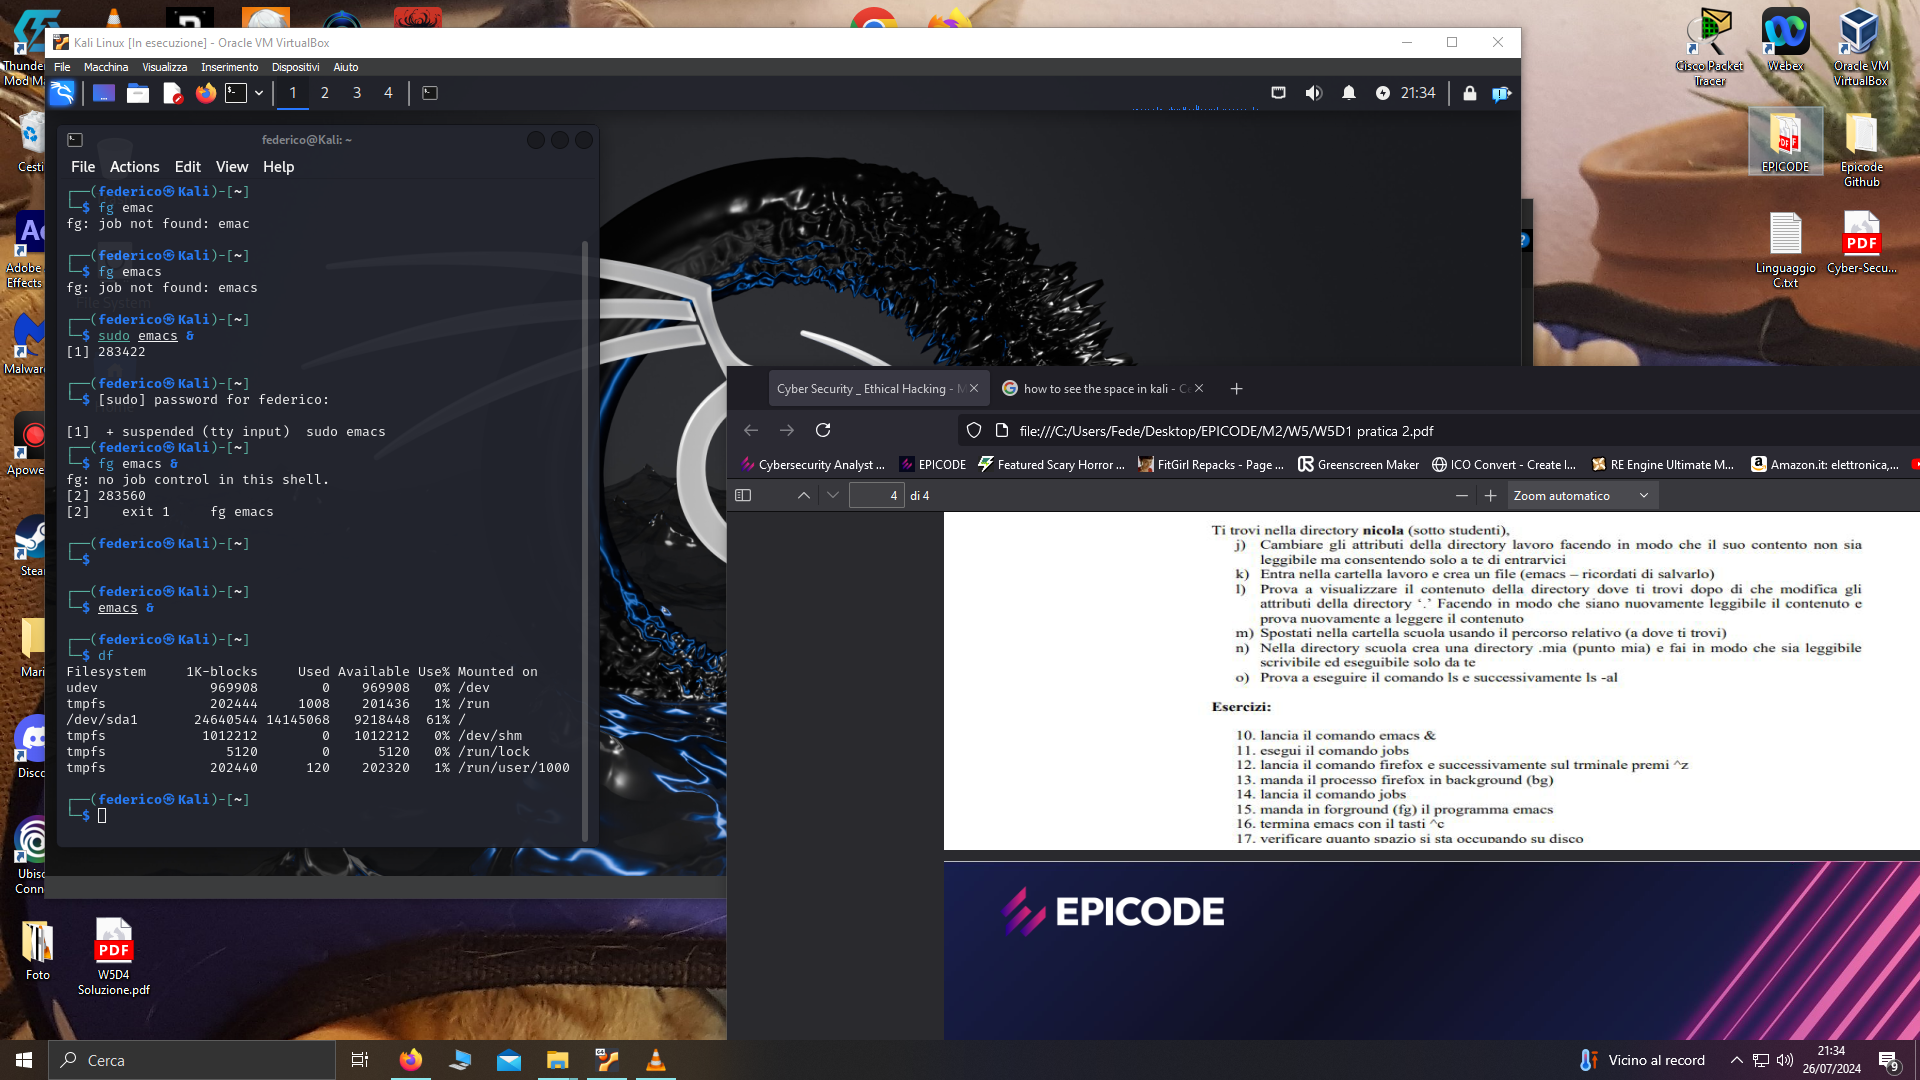 Kali Linux [In esecuzione] - Oracle VM VirtualBox
File Macchina Visualizza Inserimento Dispositivi Aiuto
1 2 3 4 21:34
federico@Kali: ~
File Actions Edit View Help
┌──(federico㉿Kali)-[~]
└─$ fg emac
fg: job not found: emac
┌──(federico㉿Kali)-[~]
└─$ fg emacs
fg: job not found: emacs
┌──(federico㉿Kali)-[~]
└─$ sudo emacs &
[1] 283422
┌──(federico㉿Kali)-[~]
└─$ [sudo] password for federico:
[1]  + suspended (tty input)  sudo emacs
┌──(federico㉿Kali)-[~]
└─$ fg emacs &
fg: no job control in this shell.
[2] 283560
[2]    exit 1     fg emacs
┌──(federico㉿Kali)-[~]
└─$
┌──(federico㉿Kali)-[~]
└─$ emacs &
┌──(federico㉿Kali)-[~]
└─$ df
Filesystem     1K-blocks     Used Available Use% Mounted on
udev              969908        0    969908   0% /dev
tmpfs             202444     1008    201436   1% /run
/dev/sda1       24640544 14145068   9218448  61% /
tmpfs            1012212        0   1012212   0% /dev/shm
tmpfs               5120        0      5120   0% /run/lock
tmpfs             202440      120    202320   1% /run/user/1000
┌──(federico㉿Kali)-[~]
└─$
Cyber Security _ Ethical Hacking - M
how to see the space in kali - Ce
file:///C:/Users/Fede/Desktop/EPICODE/M2/W5/W5D1 pratica 2.pdf
Cybersecurity Analyst ... EPICODE Featured Scary Horror ... FitGirl Repacks - Page ... Greenscreen Maker ICO Convert - Create I... RE Engine Ultimate M... Amazon.it: elettronica,...
4 di 4 Zoom automatico
Ti trovi nella directory nicola (sotto studenti),
j) Cambiare gli attributi della directory lavoro facendo in modo che il suo contento non sia
leggibile ma consentendo solo a te di entrarvici
k) Entra nella cartella lavoro e crea un file (emacs – ricordati di salvarlo)
l) Prova a visualizzare il contenuto della directory dove ti trovi dopo di che modifica gli
attributi della directory ‘.’ Facendo in modo che siano nuovamente leggibile il contenuto e
prova nuovamente a leggere il contenuto
m) Spostati nella cartella scuola usando il percorso relativo (a dove ti trovi)
n) Nella directory scuola crea una directory .mia (punto mia) e fai in modo che sia leggibile
scrivibile ed eseguibile solo da te
o) Prova a eseguire il comando ls e successivamente ls -al
Esercizi:
10. lancia il comando emacs &
11. esegui il comando jobs
12. lancia il comando firefox e successivamente sul trminale premi ^z
13. manda il processo firefox in background (bg)
14. lancia il comando jobs
15. manda in forground (fg) il programma emacs
16. termina emacs con il tasti ^c
17. verificare quanto spazio si sta occupando su disco
EPICODE
Cisco Packet
Tracer
Webex
Oracle VM
VirtualBox
EPICODE
Epicode
Github
Linguaggio
C.txt
PDF
Cyber-Secu...
Thunde
Mod Ma
Cesti
Adobe
Effects
Malwar
Apower
Stea
Mari
Disco
Ubiso
Conn
Foto
PDF
W5D4
Soluzione.pdf
Cerca
Vicino al record
21:34
26/07/2024
9